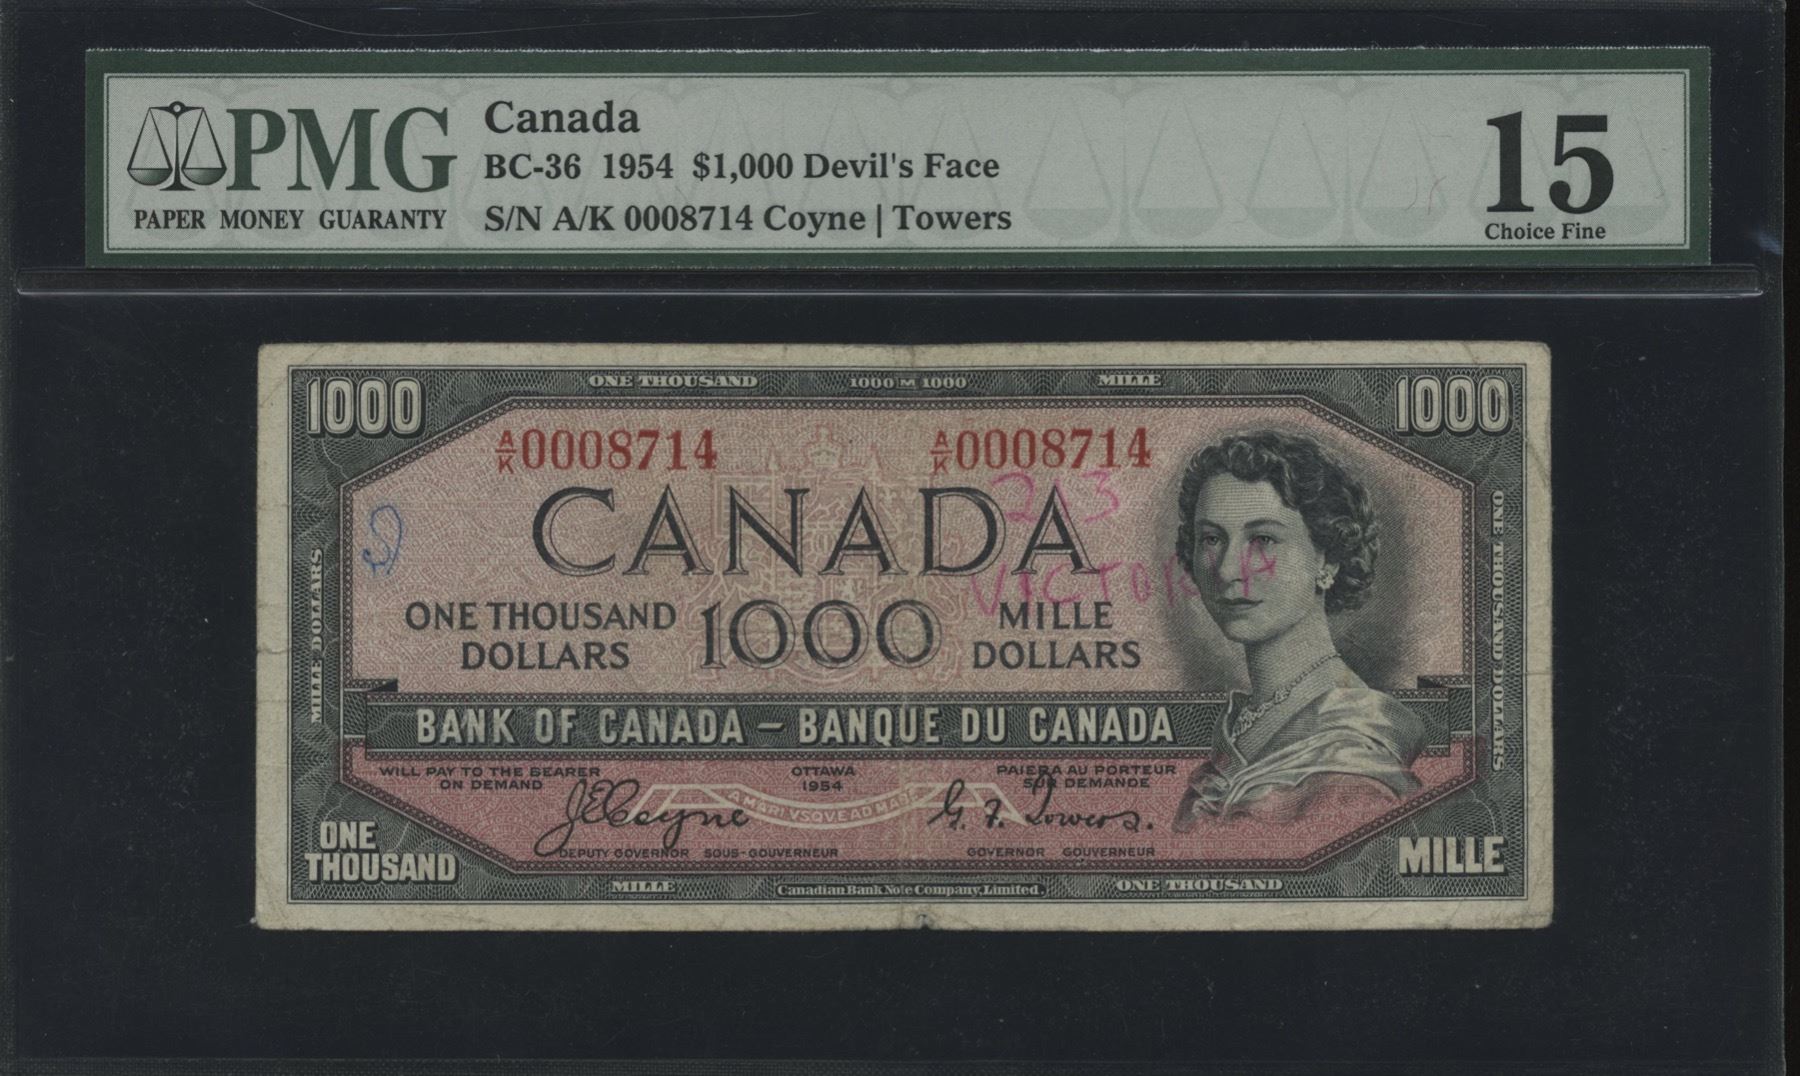 PMG
PAPER MONEY GUARANTY
Canada
BC-36 1954 $1,000 Devil's Face
S/N A/K 0008714 Coyne | Towers
15
Choice Fine
ONE THOUSAND 1000 M 1000 MILLE
1000 1000
A/K 0008714 A/K 0008714
213
CANADA
VICTORIA
ONE THOUSAND DOLLARS
1000
MILLE DOLLARS
MILLE DOLLARS
ONE THOUSAND DOLLARS
BANK OF CANADA – BANQUE DU CANADA
WILL PAY TO THE BEARER
ON DEMAND
OTTAWA
1954
PAIERA AU PORTEUR
SUR DEMANDE
A MARI VSQVE AD MARE
J.E. Coyne
G. F. Towers.
DEPUTY GOVERNOR SOUS-GOUVERNEUR
GOVERNOR GOUVERNEUR
ONE
THOUSAND
MILLE
MILLE Canadian Bank Note Company, Limited. ONE THOUSAND